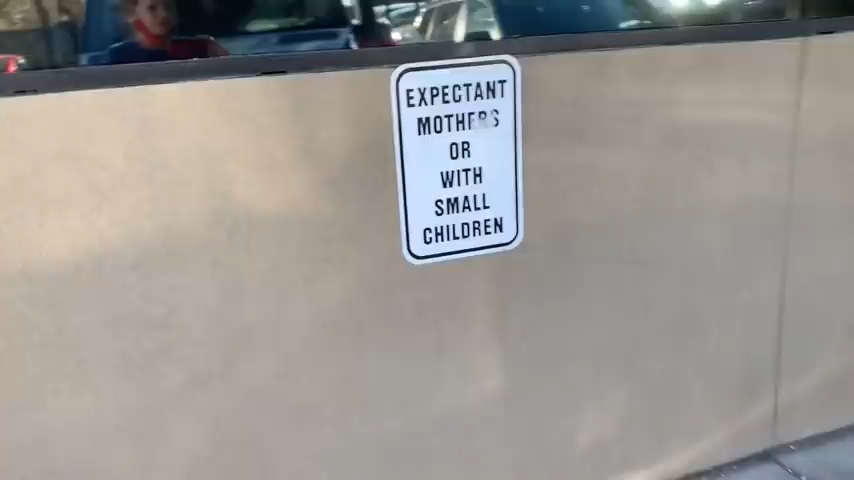 EXPECTANT
MOTHERS
OR
WITH
SMALL
CHILDREN